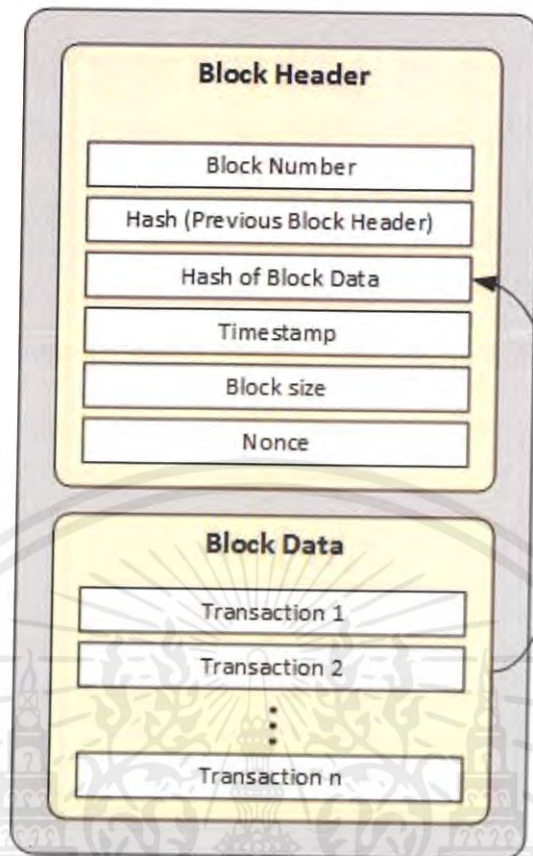 Block Header
Block Number
Hash (Previous Block Header)
Hash of Block Data
Timestamp
Block size
Nonce
Block Data
Transaction 1
Transaction 2
Transaction n